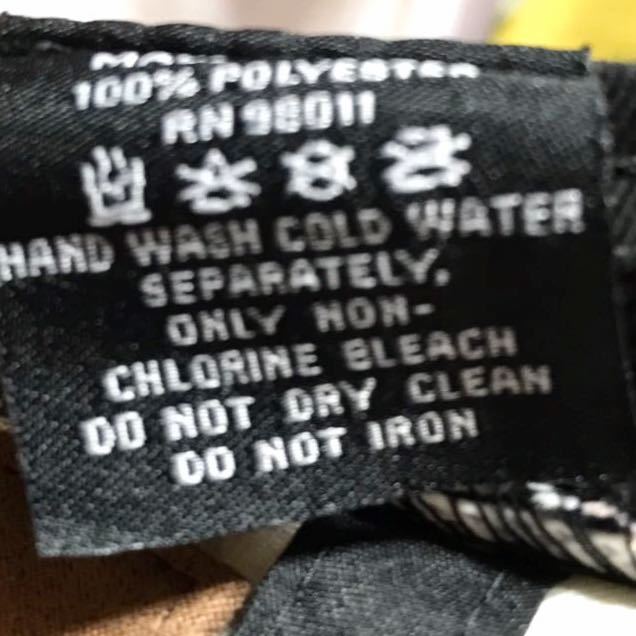 100% POLYESTER
RN 98011
HAND WASH COLD WATER
SEPARATELY.
ONLY NON-
CHLORINE BLEACH
DO NOT DRY CLEAN
DO NOT IRON